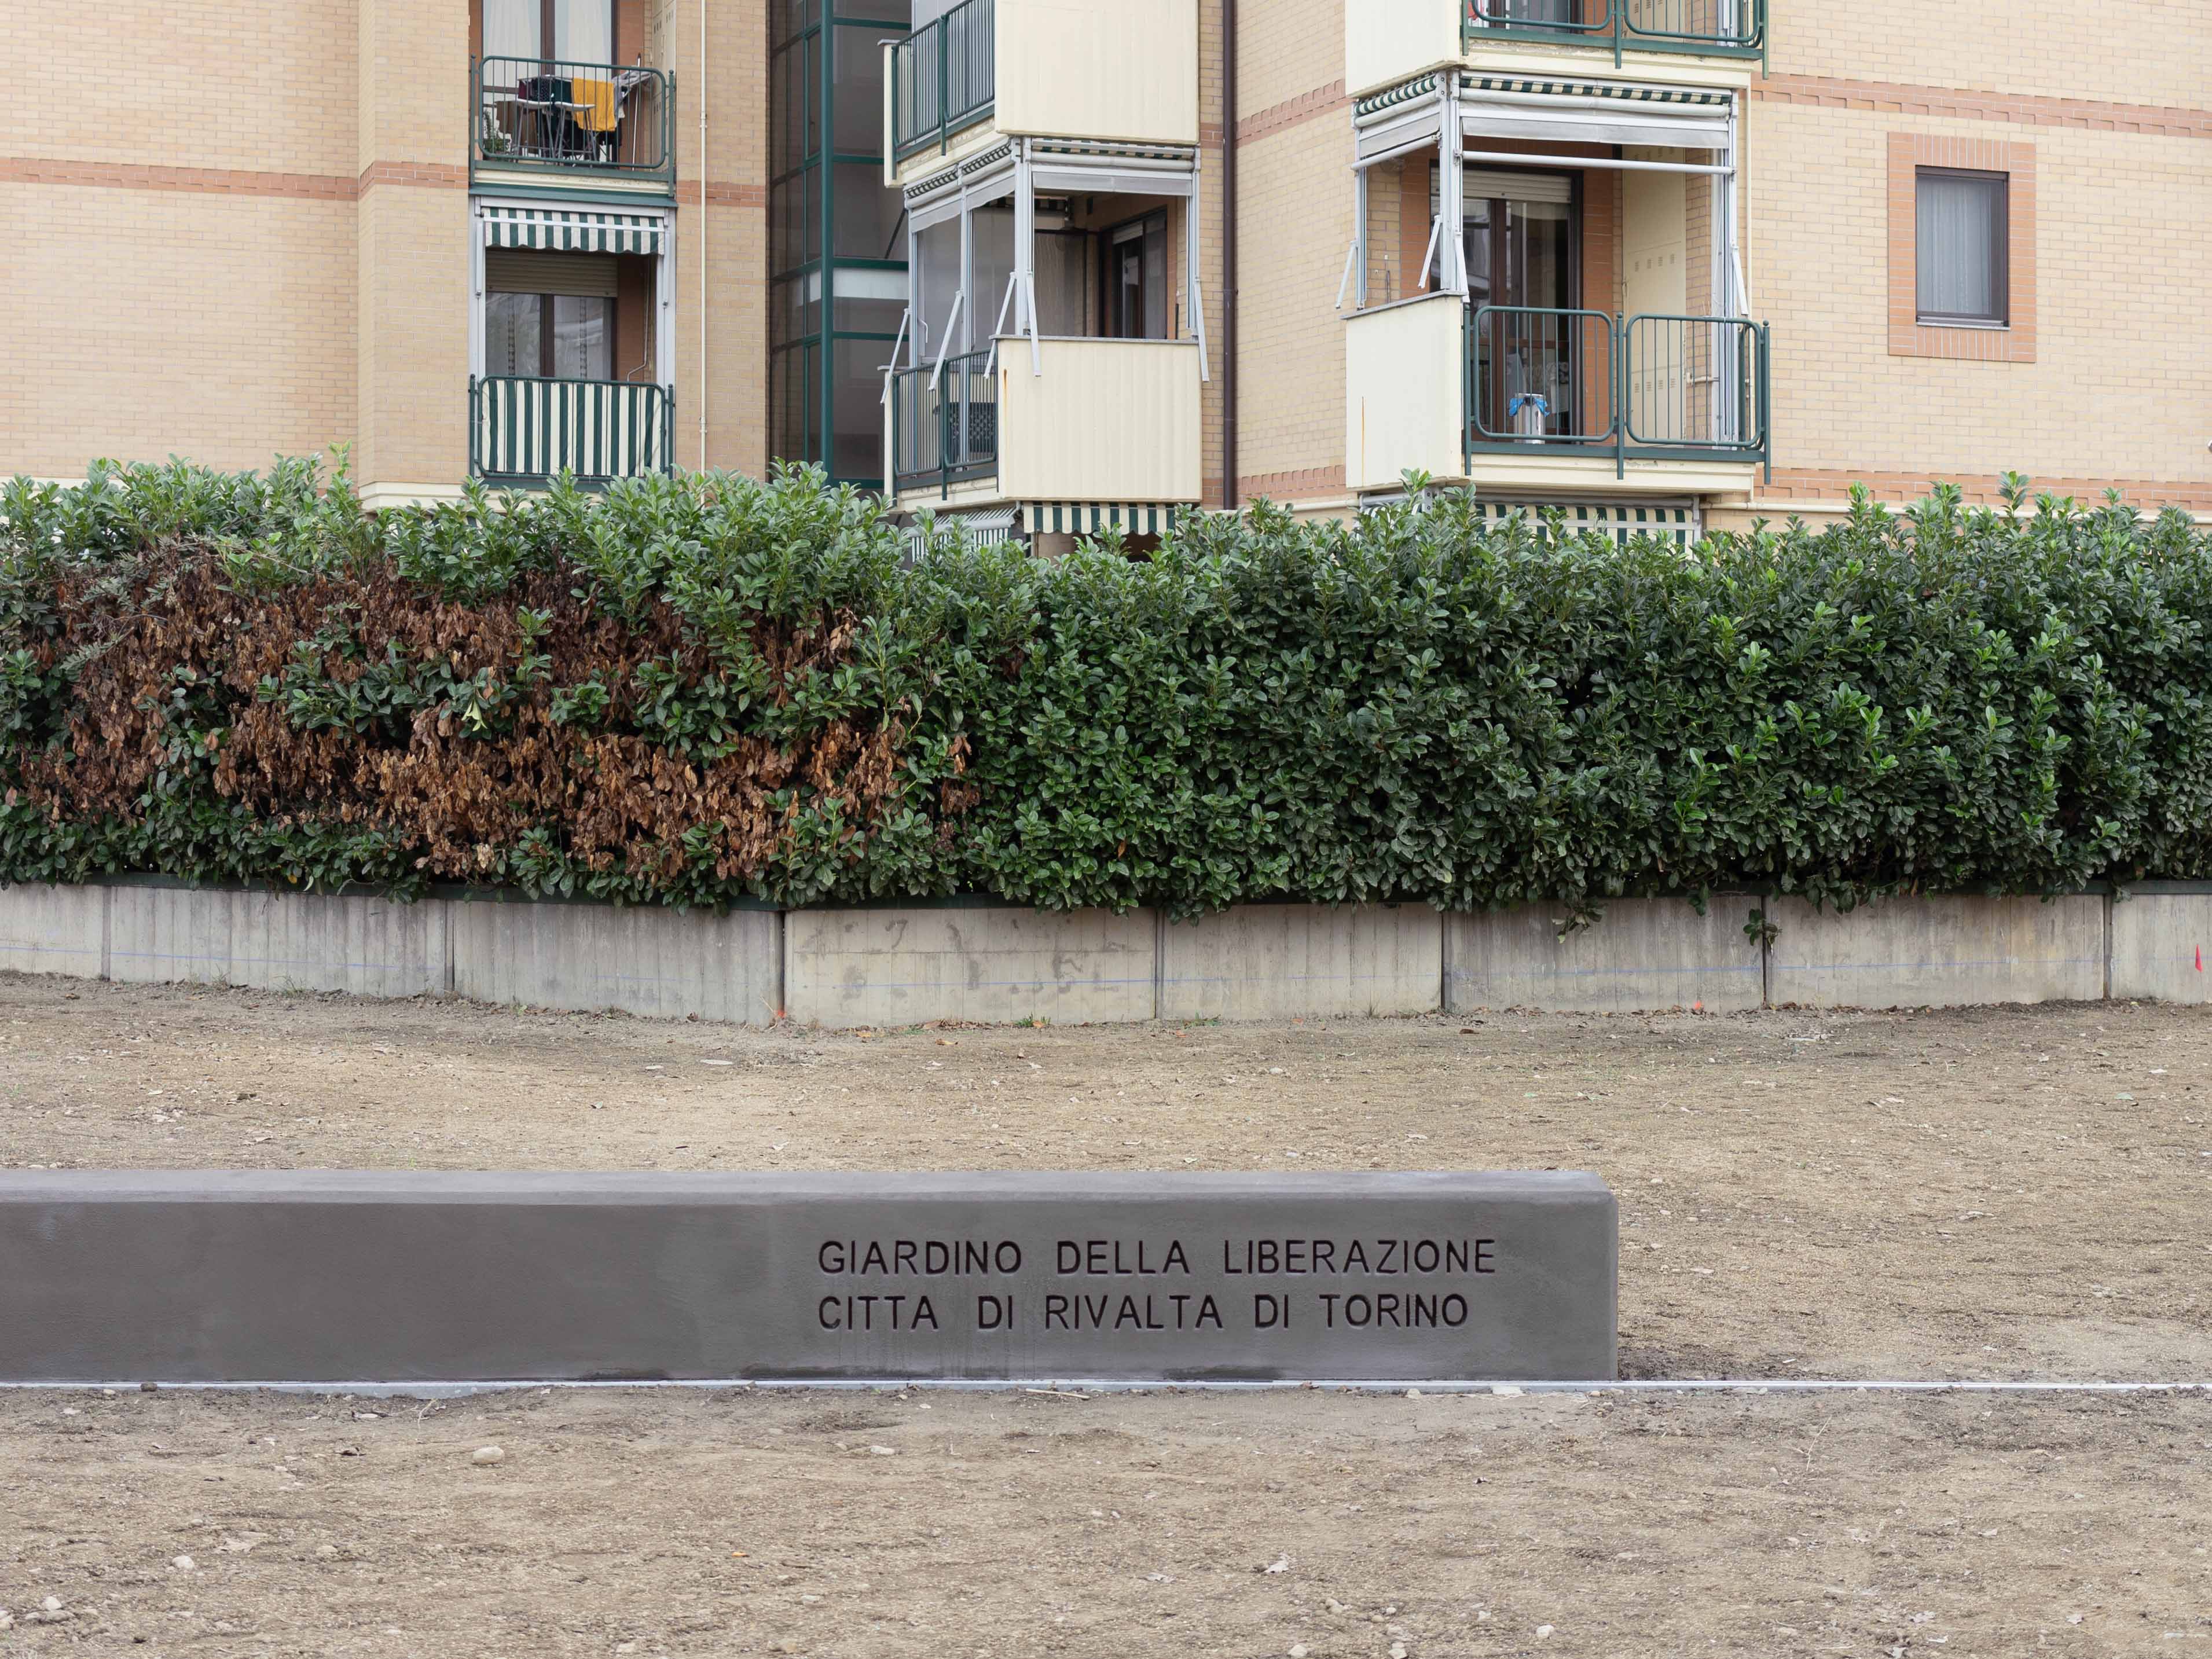 GIARDINO DELLA LIBERAZIONE
CITTA DI RIVALTA DI TORINO